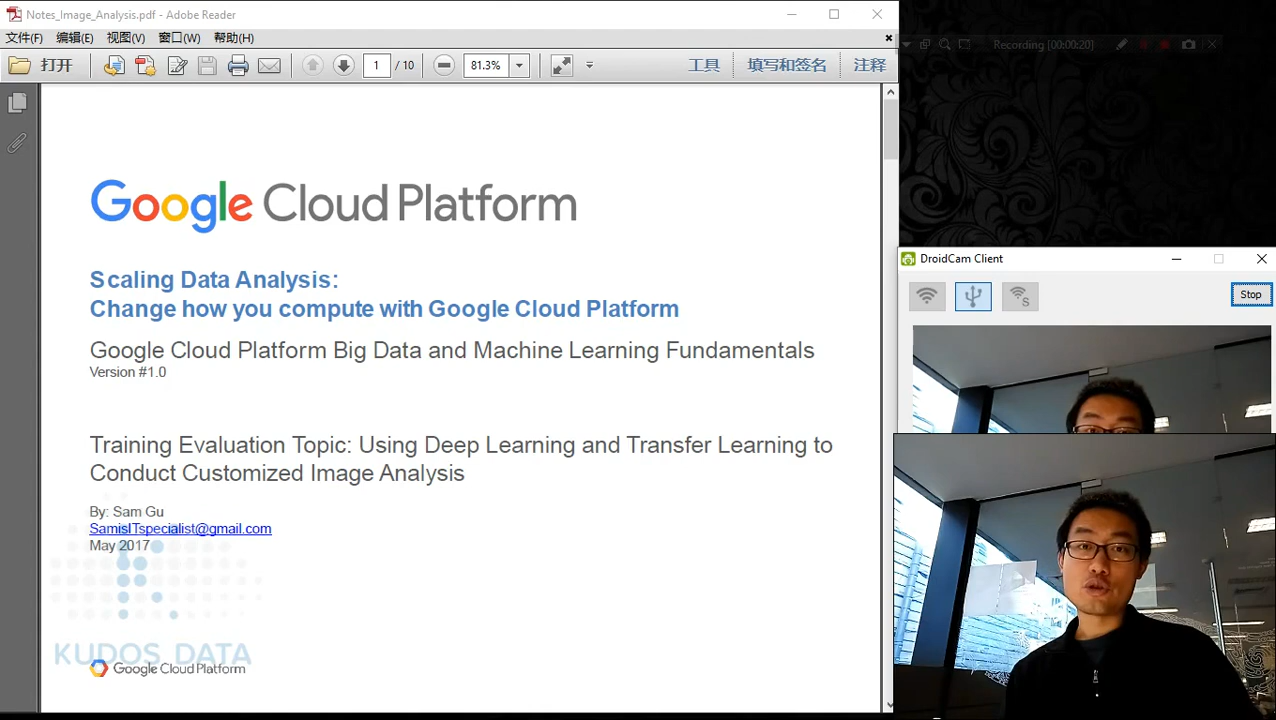 Notes_Image_Analysis.pdf - Adobe Reader
文件(F) 编辑(E) 视图(V) 窗口(W) 帮助(H)
打开 1 / 10 81.3% 工具 填写和签名 注释
Recording [00:00:20]
Google Cloud Platform
Scaling Data Analysis:
Change how you compute with Google Cloud Platform
Google Cloud Platform Big Data and Machine Learning Fundamentals
Version #1.0
Training Evaluation Topic: Using Deep Learning and Transfer Learning to
Conduct Customized Image Analysis
By: Sam Gu
SamisITspecialist@gmail.com
May 2017
KUDOS DATA
Google Cloud Platform
DroidCam Client
S
Stop